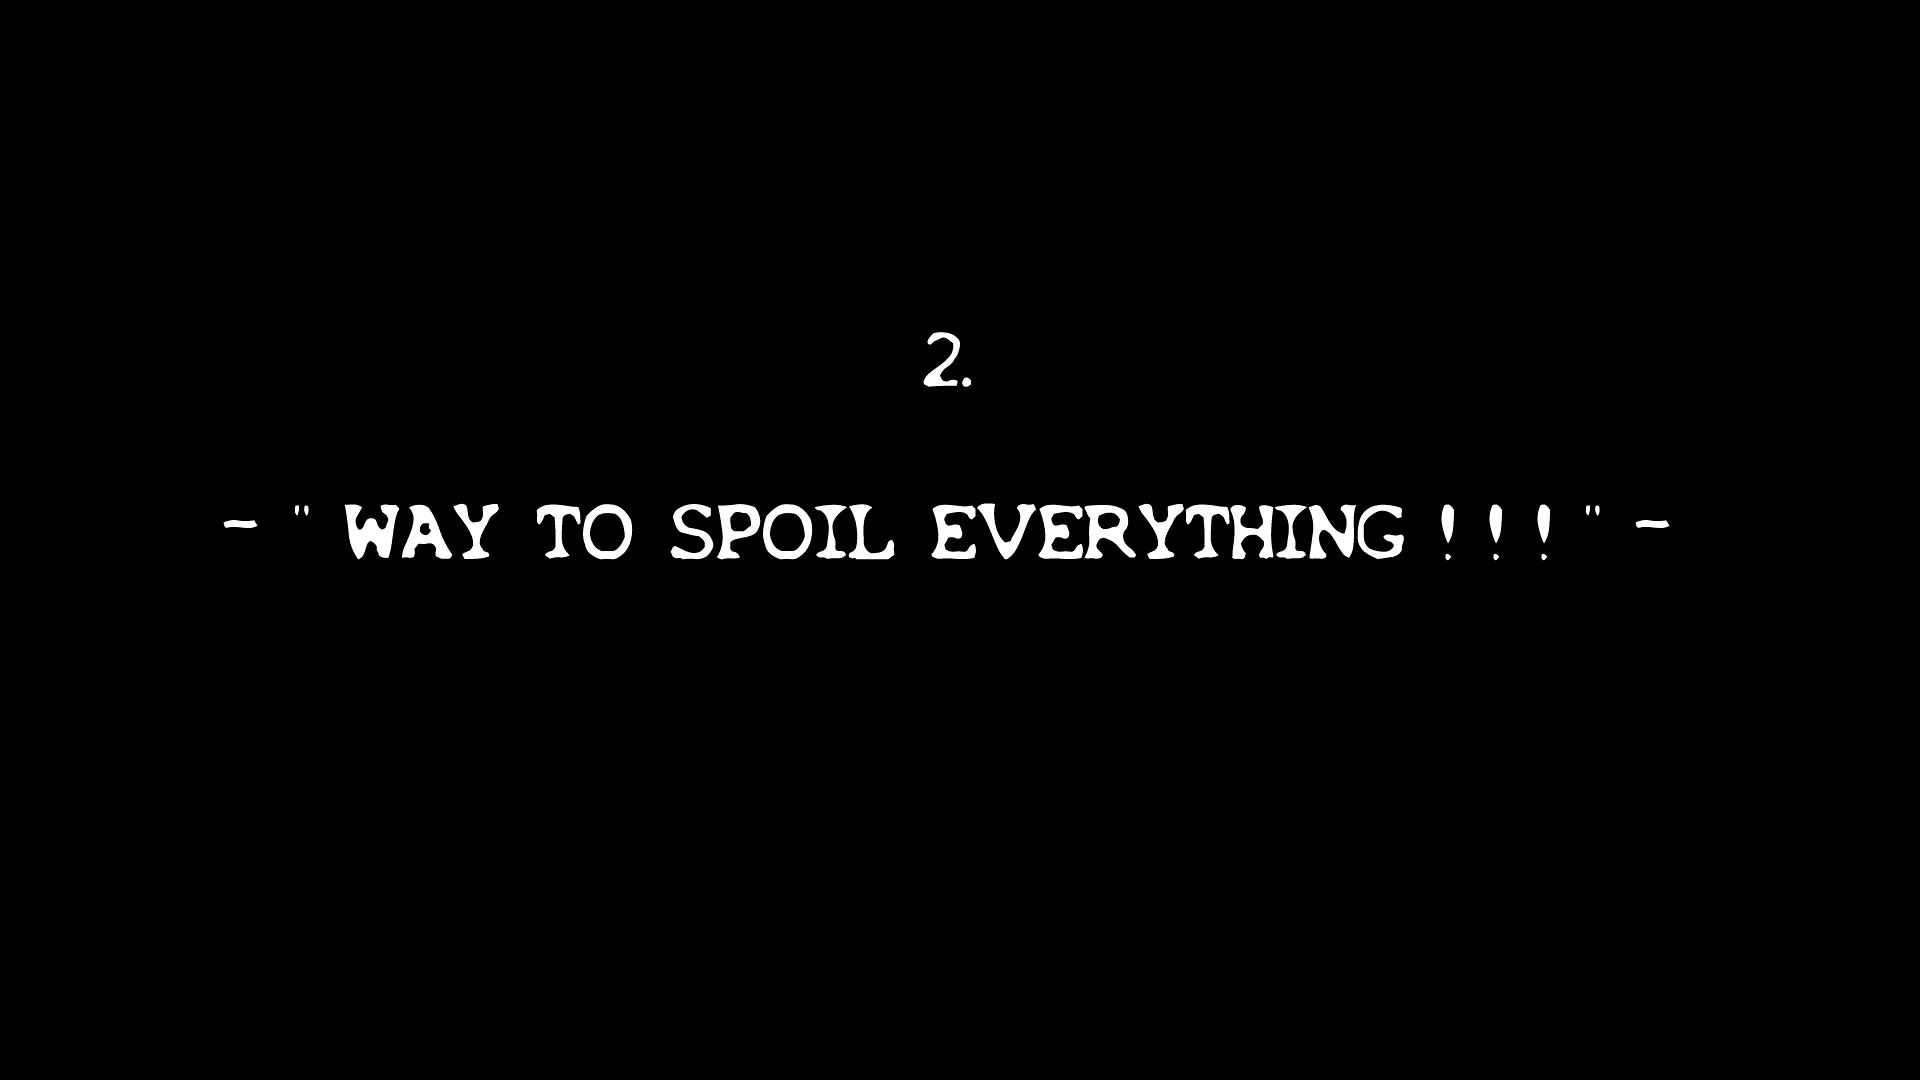 2.
- " WAY TO SPOIL EVERYTHING ! ! ! " -